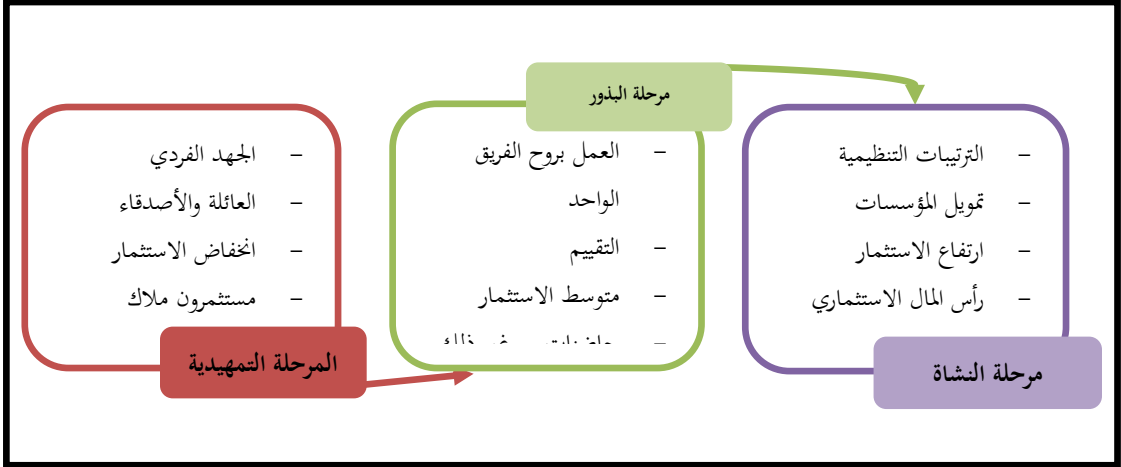 المرحلة التمهيدية
- الجهد الفردي
- العائلة والأصدقاء
- انخفاض الاستثمار
- مستثمرون ملاك
مرحلة البذور
- العمل بروح الفريق
الواحد
- التقييم
- متوسط الاستثمار
مرحلة النشاة
- الترتيبات التنظيمية
- تمويل المؤسسات
- ارتفاع الاستثمار
- رأس المال الاستثماري